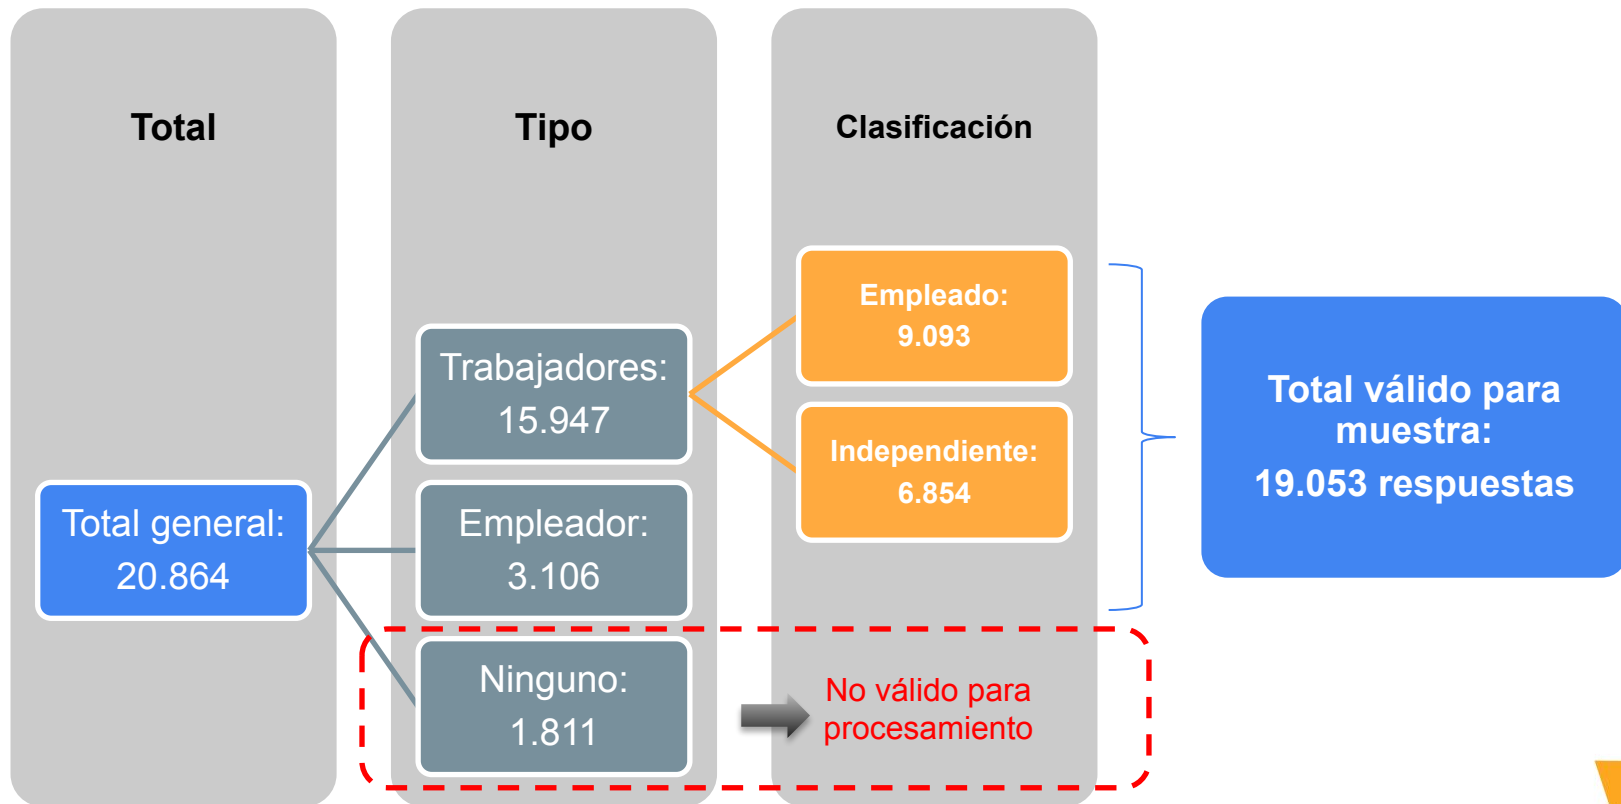 Total
Tipo
Clasificación
Total general:
20.864
Trabajadores:
15.947
Empleador:
3.106
Ninguno:
1.811
Empleado:
9.093
Independiente:
6.854
No válido para
procesamiento
Total válido para
muestra:
19.053 respuestas